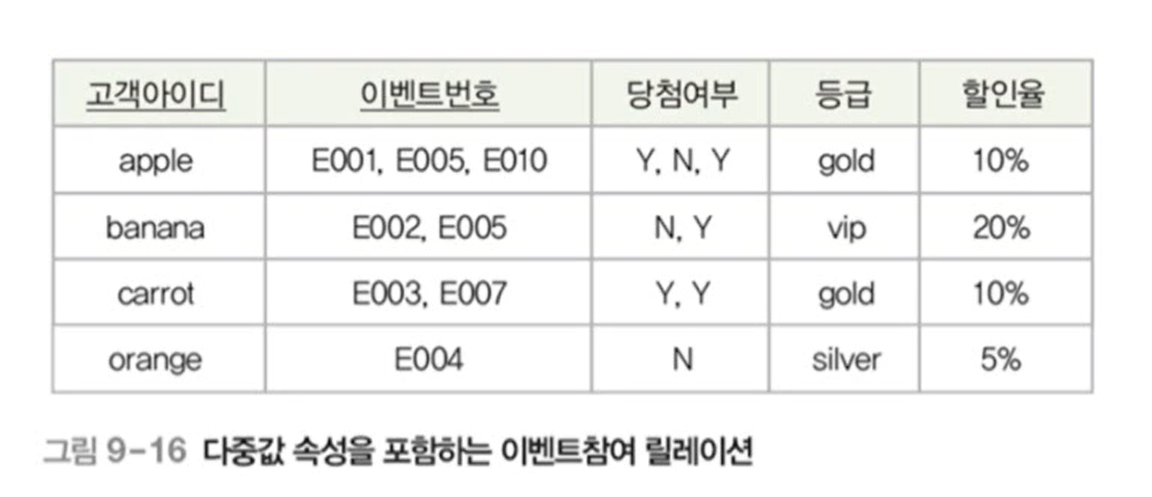 고객아이디 이벤트번호 당첨여부 등급 할인율
apple E001, E005, E010 Y, N, Y gold 10%
banana E002, E005 N, Y vip 20%
carrot E003, E007 Y, Y gold 10%
orange E004 N silver 5%
그림 9-16 다중값 속성을 포함하는 이벤트참여 릴레이션